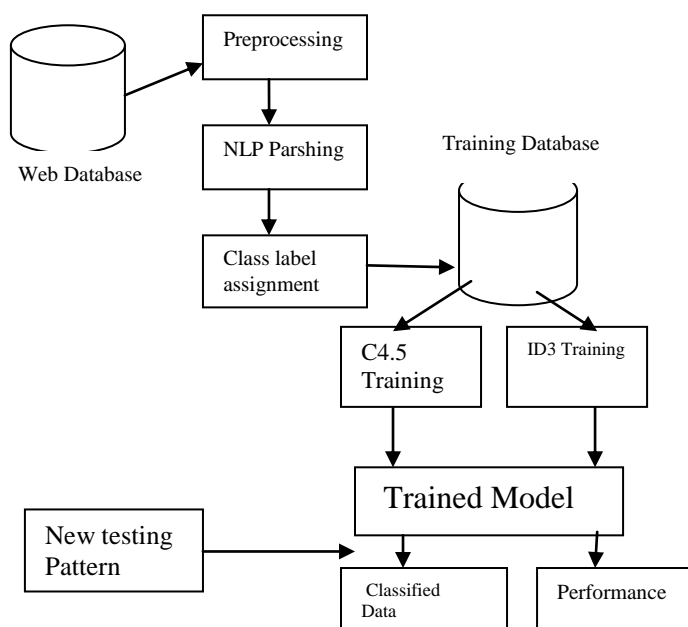 Preprocessing
Web Database
NLP Parshing
Class label
assignment
Training Database
C4.5
Training
ID3 Training
Trained Model
New testing
Pattern
Classified
Data
Performance